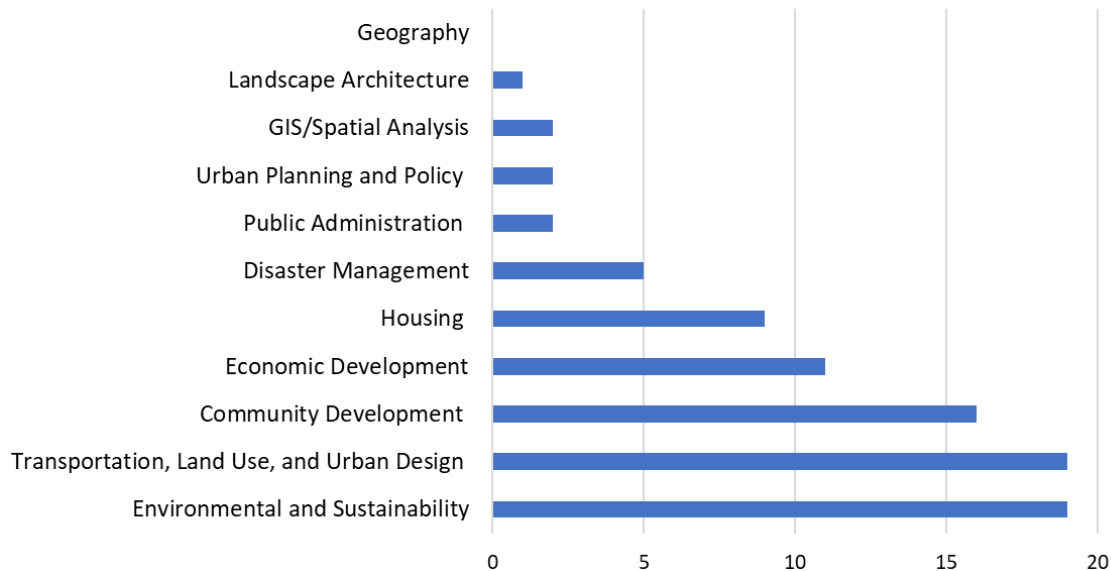 Geography
Landscape Architecture
GIS/Spatial Analysis
Urban Planning and Policy
Public Administration
Disaster Management
Housing
Economic Development
Community Development
Transportation, Land Use, and Urban Design
Environmental and Sustainability
0 5 10 15 20